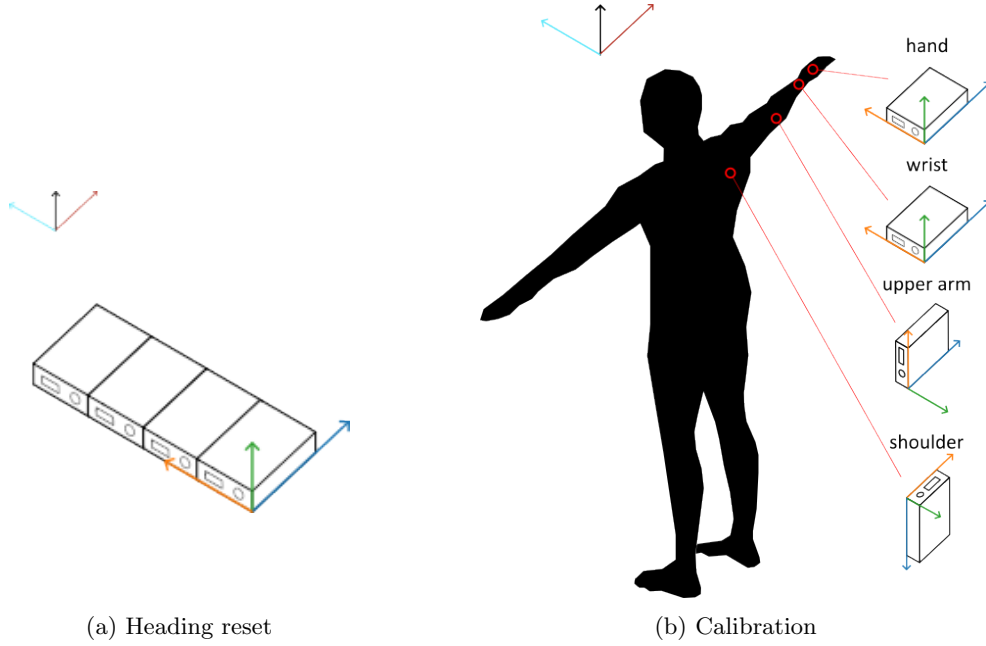 hand
wrist
upper arm
shoulder
(a) Heading reset
(b) Calibration